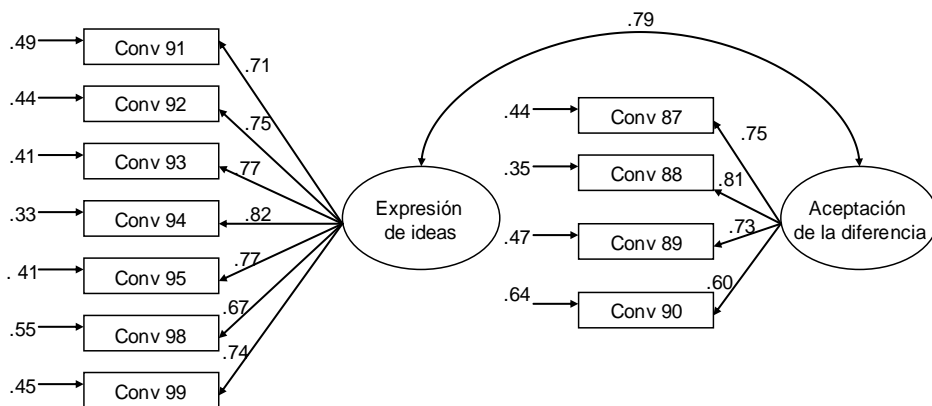 .79
.49
Conv 91
.71
.44
Conv 92
.75
.41
Conv 93
.77
.33
Conv 94
.82
. 41
Conv 95
.77
.55
Conv 98
.67
.45
Conv 99
.74
Expresión
de ideas
.44
Conv 87
.75
.35
Conv 88
.81
.47
Conv 89
.73
.64
Conv 90
.60
Aceptación
de la diferencia